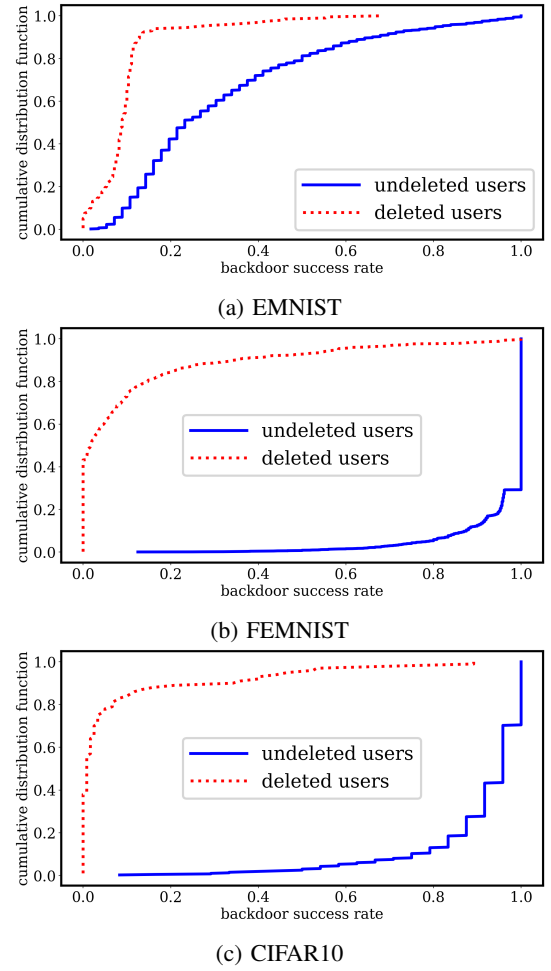 1.0
0.8
0.6
0.4
0.2
0.0
cumulative distribution function
undeleted users
deleted users
0.0 0.2 0.4 0.6 0.8 1.0
backdoor success rate
(a) EMNIST
1.0
0.8
0.6
0.4
0.2
0.0
cumulative distribution function
undeleted users
deleted users
0.0 0.2 0.4 0.6 0.8 1.0
backdoor success rate
(b) FEMNIST
1.0
0.8
0.6
0.4
0.2
0.0
cumulative distribution function
undeleted users
deleted users
0.0 0.2 0.4 0.6 0.8 1.0
backdoor success rate
(c) CIFAR10